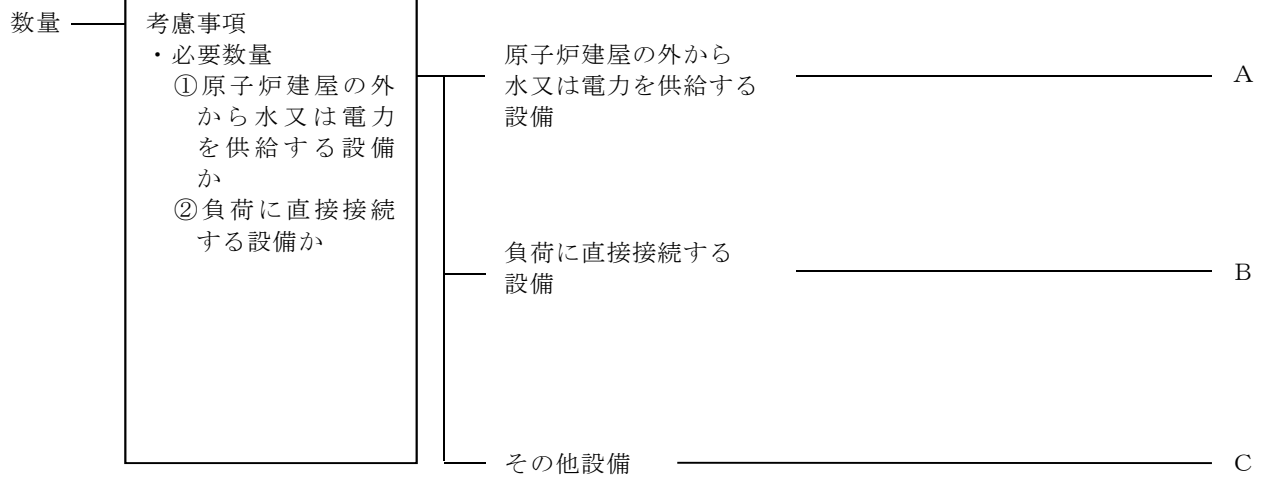 数量
考慮事項
・必要数量
①原子炉建屋の外
から水又は電力
を供給する設備
か
②負荷に直接接続
する設備か
原子炉建屋の外から
水又は電力を供給する
設備
A
負荷に直接接続する
設備
B
その他設備
C